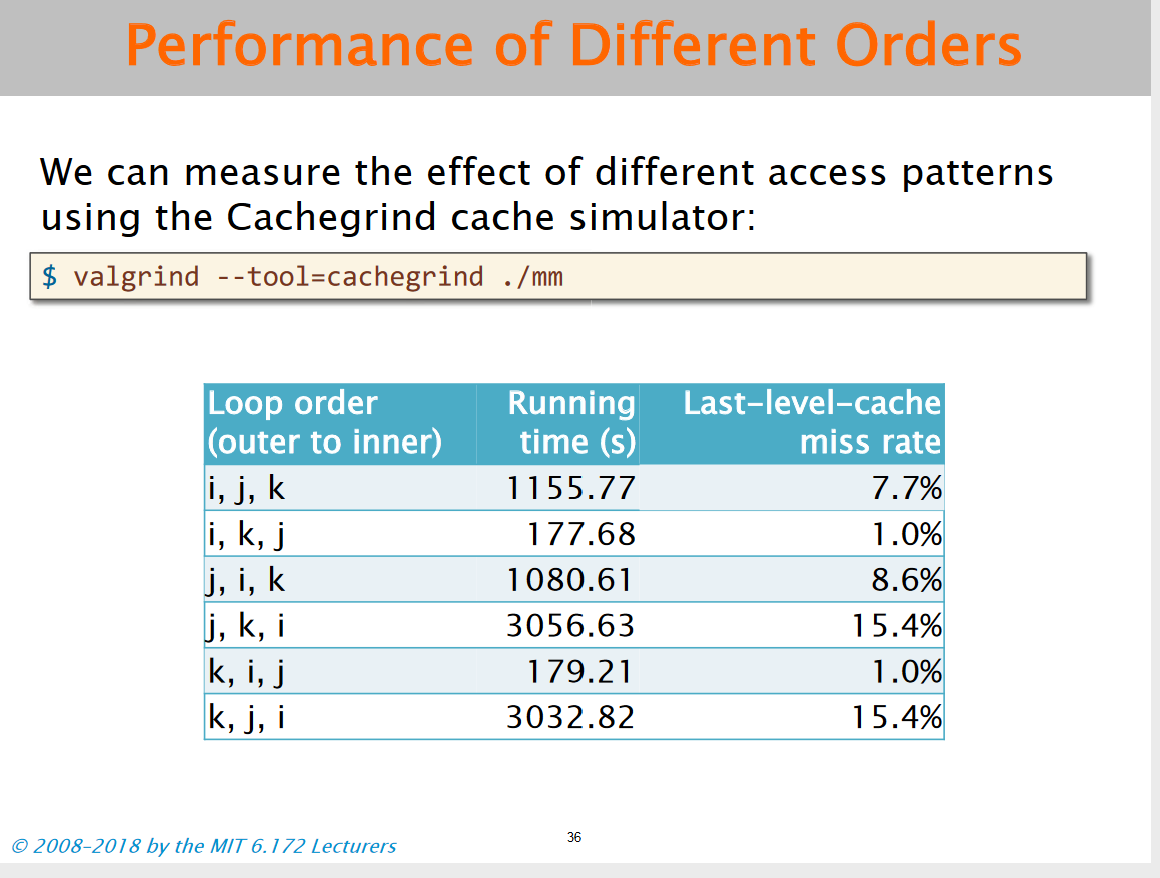 Performance of Different Orders
We can measure the effect of different access patterns
using the Cachegrind cache simulator:
$ valgrind --tool=cachegrind ./mm
Loop order (outer to inner) Running time (s) Last-level-cache miss rate
i, j, k 1155.77 7.7%
i, k, j 177.68 1.0%
j, i, k 1080.61 8.6%
j, k, i 3056.63 15.4%
k, i, j 179.21 1.0%
k, j, i 3032.82 15.4%
© 2008–2018 by the MIT 6.172 Lecturers
36